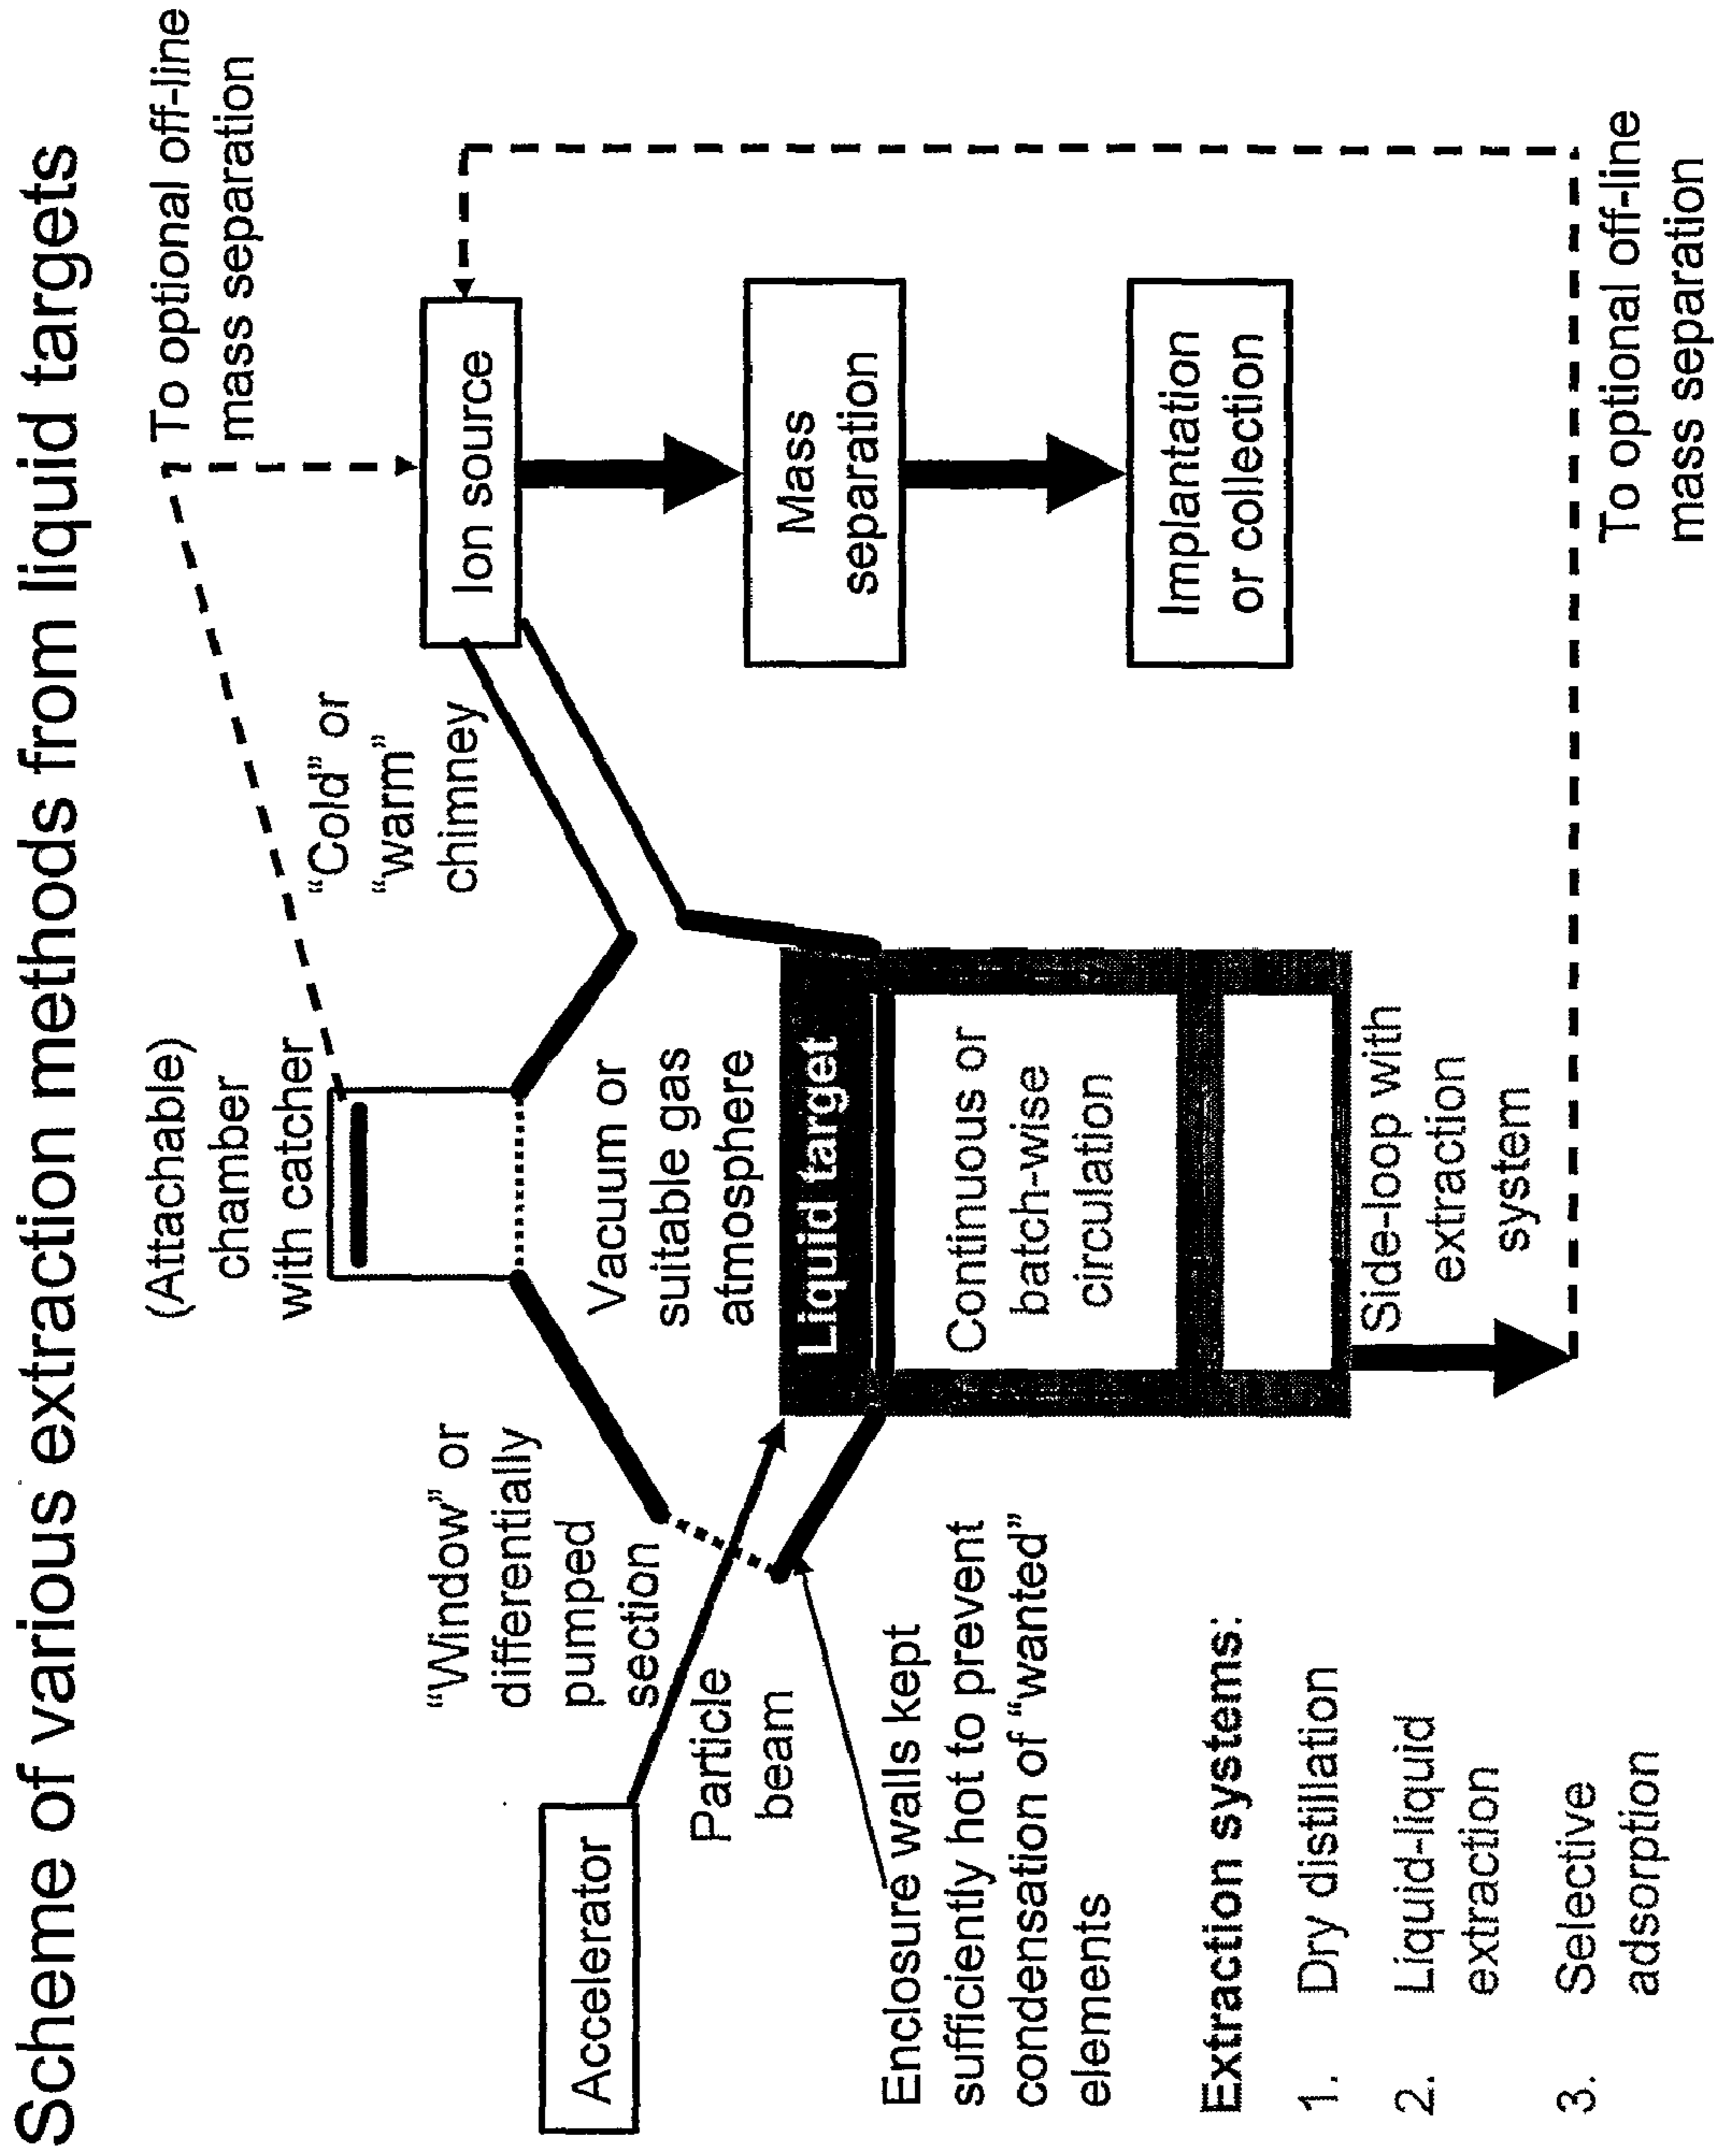 Scheme of various extraction methods from liquid targets
To optional off-line
mass separation
(Attachable)
chamber
with catcher
"Cold" or
"warm"
chimney
Ion source
"Window" or
differentially
pumped
section
Accelerator
Particle
beam
Vacuum or
suitable gas
atmosphere
Liquid target
Mass
separation
Enclosure walls kept
sufficiently hot to prevent
condensation of "wanted"
elements
Continuous or
batch-wise
circulation
Implantation
or collection
Extraction systems:
1. Dry distillation
2. Liquid-liquid
extraction
3. Selective
adsorption
Side-loop with
extraction
system
To optional off-line
mass separation